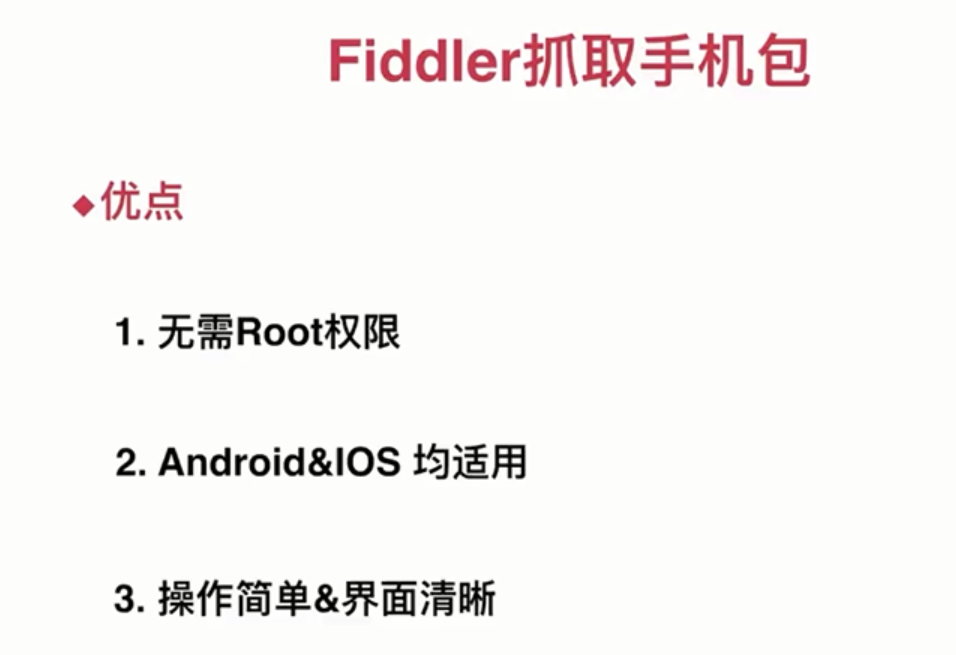 Fiddler抓取手机包
◆优点
1. 无需Root权限
2. Android&IOS 均适用
3. 操作简单&界面清晰